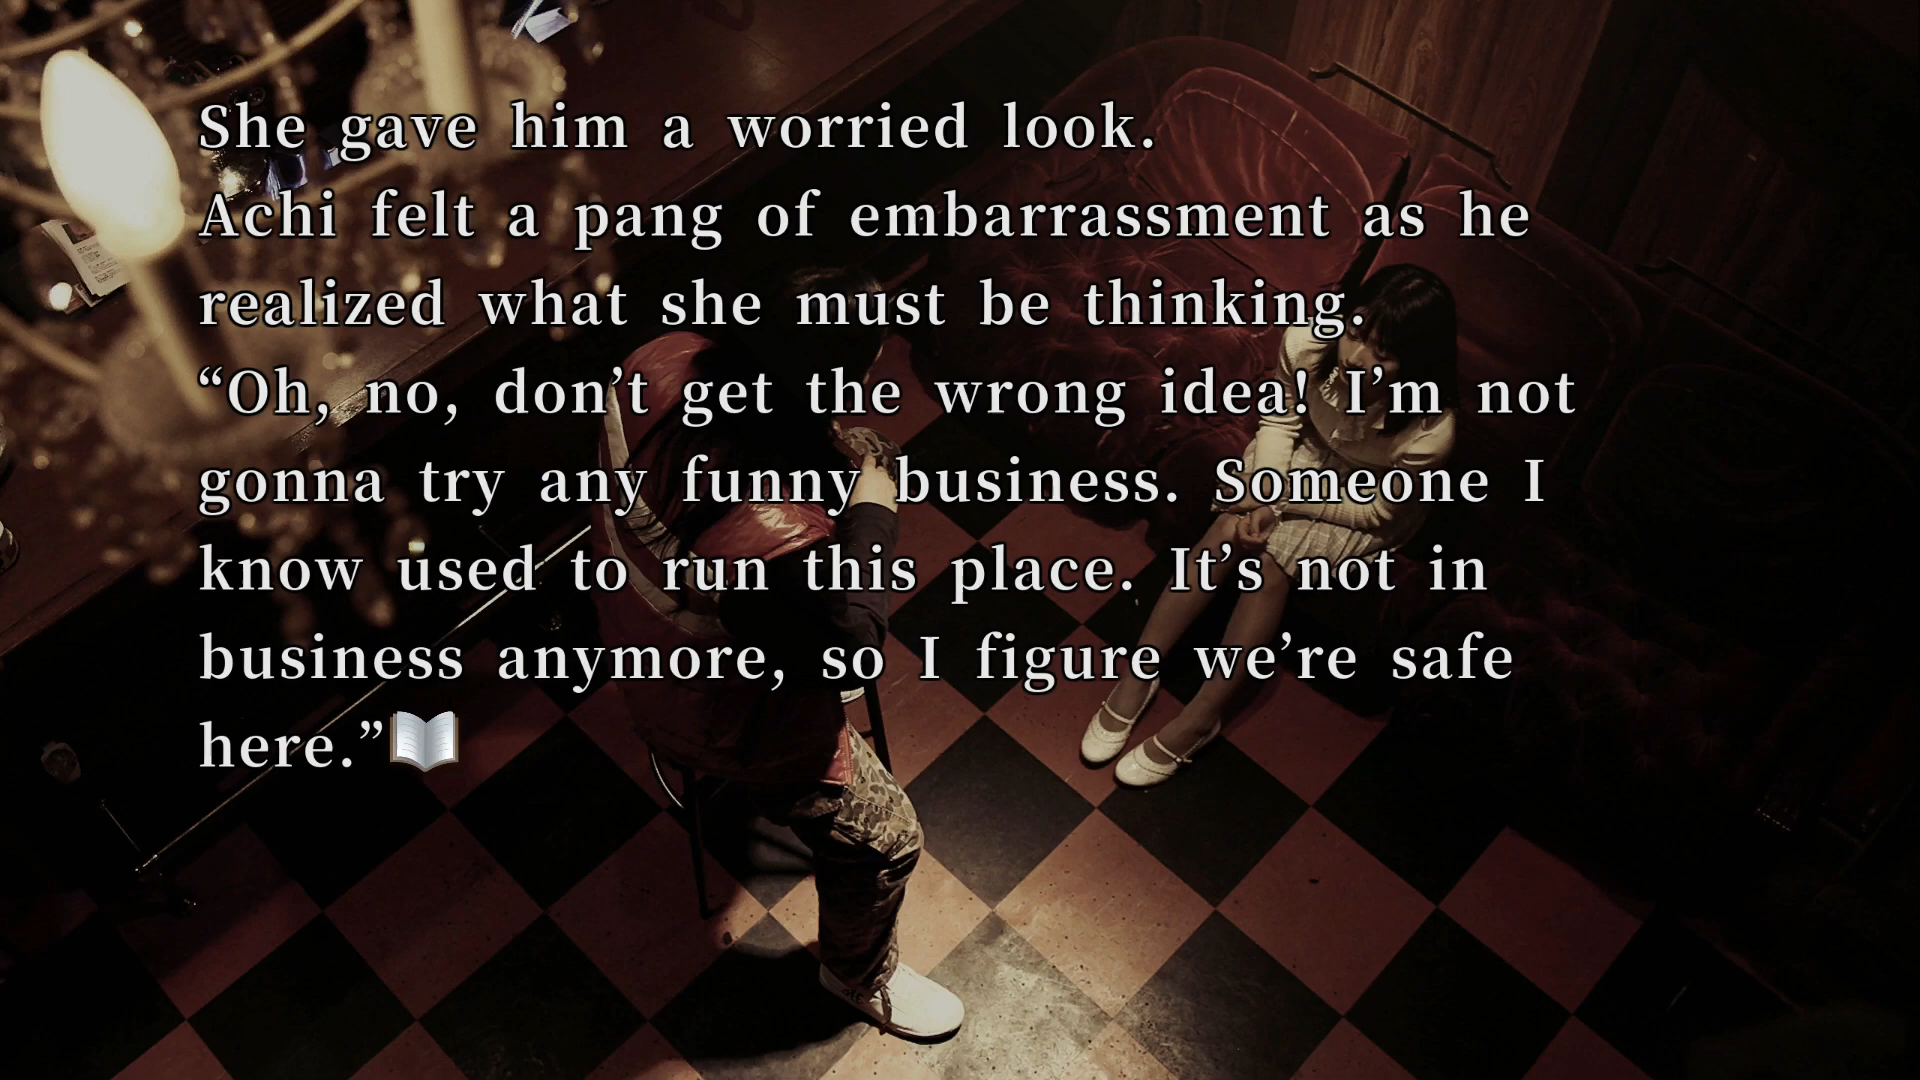 She gave him a worried look.
Achi felt a pang of embarrassment as he
realized what she must be thinking.
“Oh, no, don’t get the wrong idea! I’m not
gonna try any funny business. Someone I
know used to run this place. It’s not in
business anymore, so I figure we’re safe
here.”